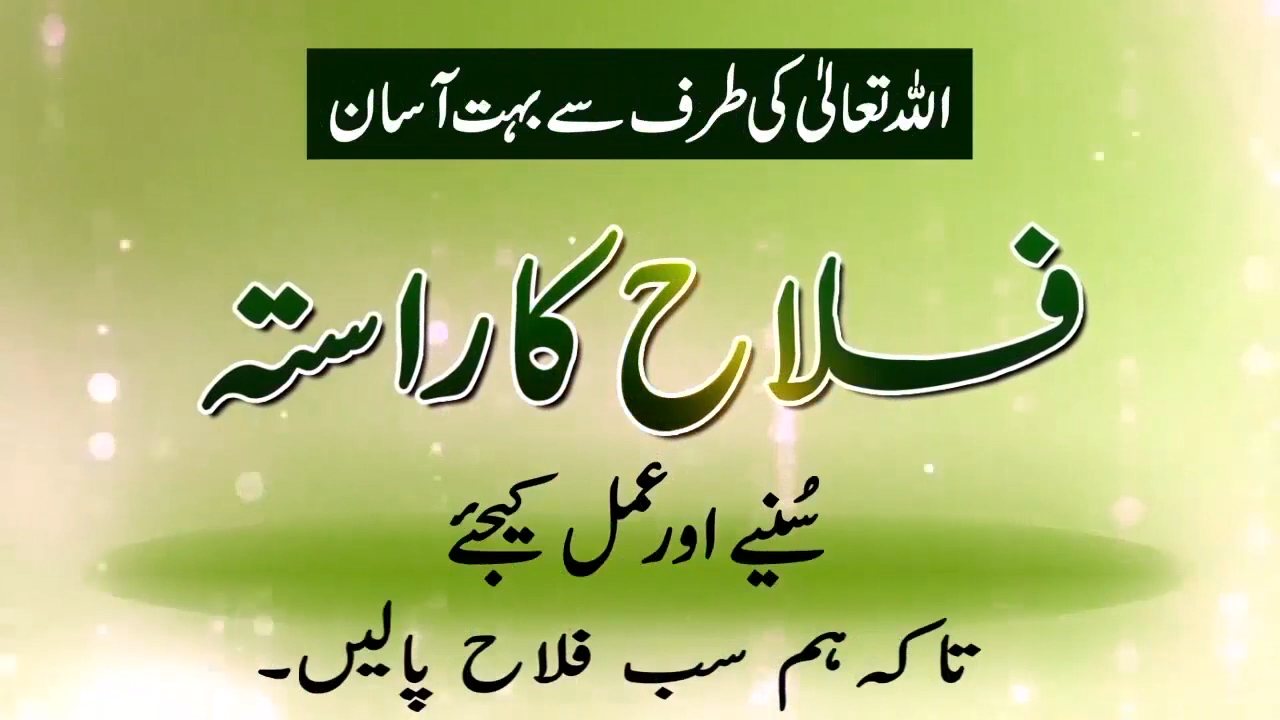 اللہ تعالیٰ کی طرف سے بہت آسان
فلاح کا راستہ
سُنیے اور عمل کیجئے
تاکہ ہم سب فلاح پالیں۔